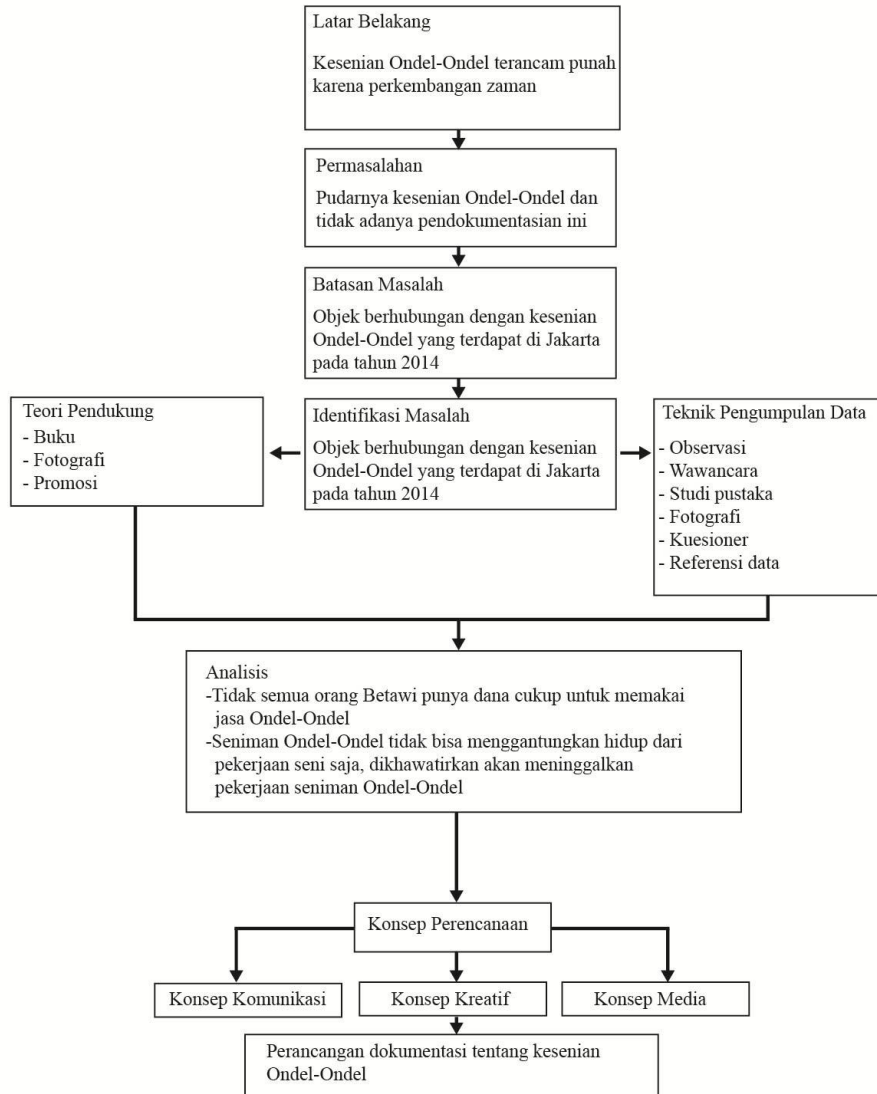 Latar Belakang
Kesenian Ondel-Ondel terancam punah
karena perkembangan zaman
Permasalahan
Pudarnya kesenian Ondel-Ondel dan
tidak adanya pendokumentasian ini
Batasan Masalah
Objek berhubungan dengan kesenian
Ondel-Ondel yang terdapat di Jakarta
pada tahun 2014
Teori Pendukung
- Buku
- Fotografi
- Promosi
Identifikasi Masalah
Objek berhubungan dengan kesenian
Ondel-Ondel yang terdapat di Jakarta
pada tahun 2014
Teknik Pengumpulan Data
- Observasi
- Wawancara
- Studi pustaka
- Fotografi
- Kuesioner
- Referensi data
Analisis
-Tidak semua orang Betawi punya dana cukup untuk memakai
jasa Ondel-Ondel
-Seniman Ondel-Ondel tidak bisa menggantungkan hidup dari
pekerjaan seni saja, dikhawatirkan akan meninggalkan
pekerjaan seniman Ondel-Ondel
Konsep Perencanaan
Konsep Komunikasi
Konsep Kreatif
Konsep Media
Perancangan dokumentasi tentang kesenian
Ondel-Ondel